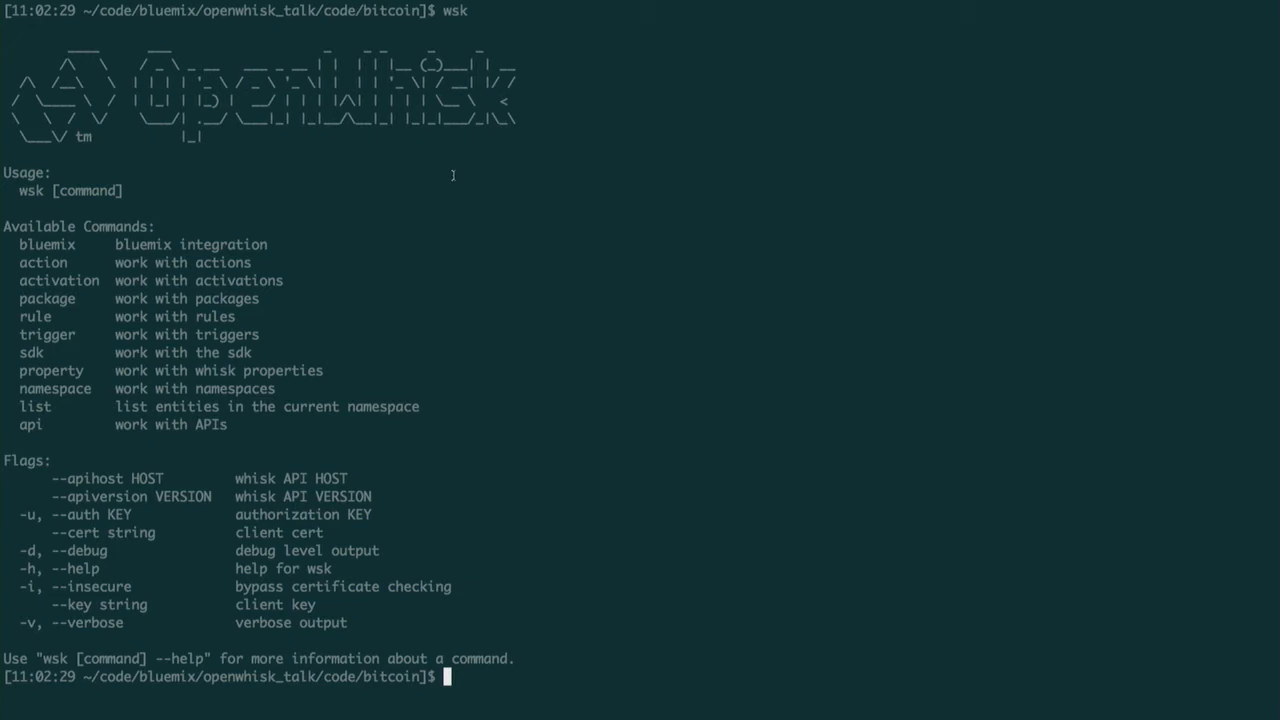 [11:02:29 ~/code/bluemix/openwhisk_talk/code/bitcoin]$ wsk
OpenWhisk
tm
Usage:
  wsk [command]
Available Commands:
  bluemix     bluemix integration
  action      work with actions
  activation  work with activations
  package     work with packages
  rule        work with rules
  trigger     work with triggers
  sdk         work with the sdk
  property    work with whisk properties
  namespace   work with namespaces
  list        list entities in the current namespace
  api         work with APIs
Flags:
      --apihost HOST         whisk API HOST
      --apiversion VERSION   whisk API VERSION
  -u, --auth KEY             authorization KEY
      --cert string          client cert
  -d, --debug                debug level output
  -h, --help                 help for wsk
  -i, --insecure             bypass certificate checking
      --key string           client key
  -v, --verbose              verbose output
Use "wsk [command] --help" for more information about a command.
[11:02:29 ~/code/bluemix/openwhisk_talk/code/bitcoin]$